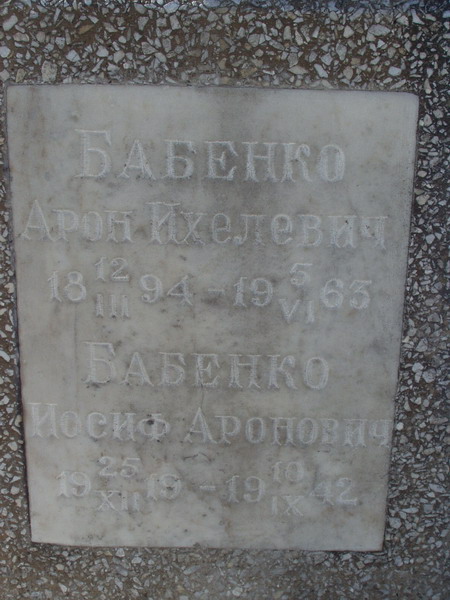 БАБЕНКО
АРОН ИХЕЛЕВИЧ
18 12/III 94 - 19 5/VI 63
БАБЕНКО
ИОСИФ АРОНОВИЧ
19 25/XII 19 - 19 10/IX 42